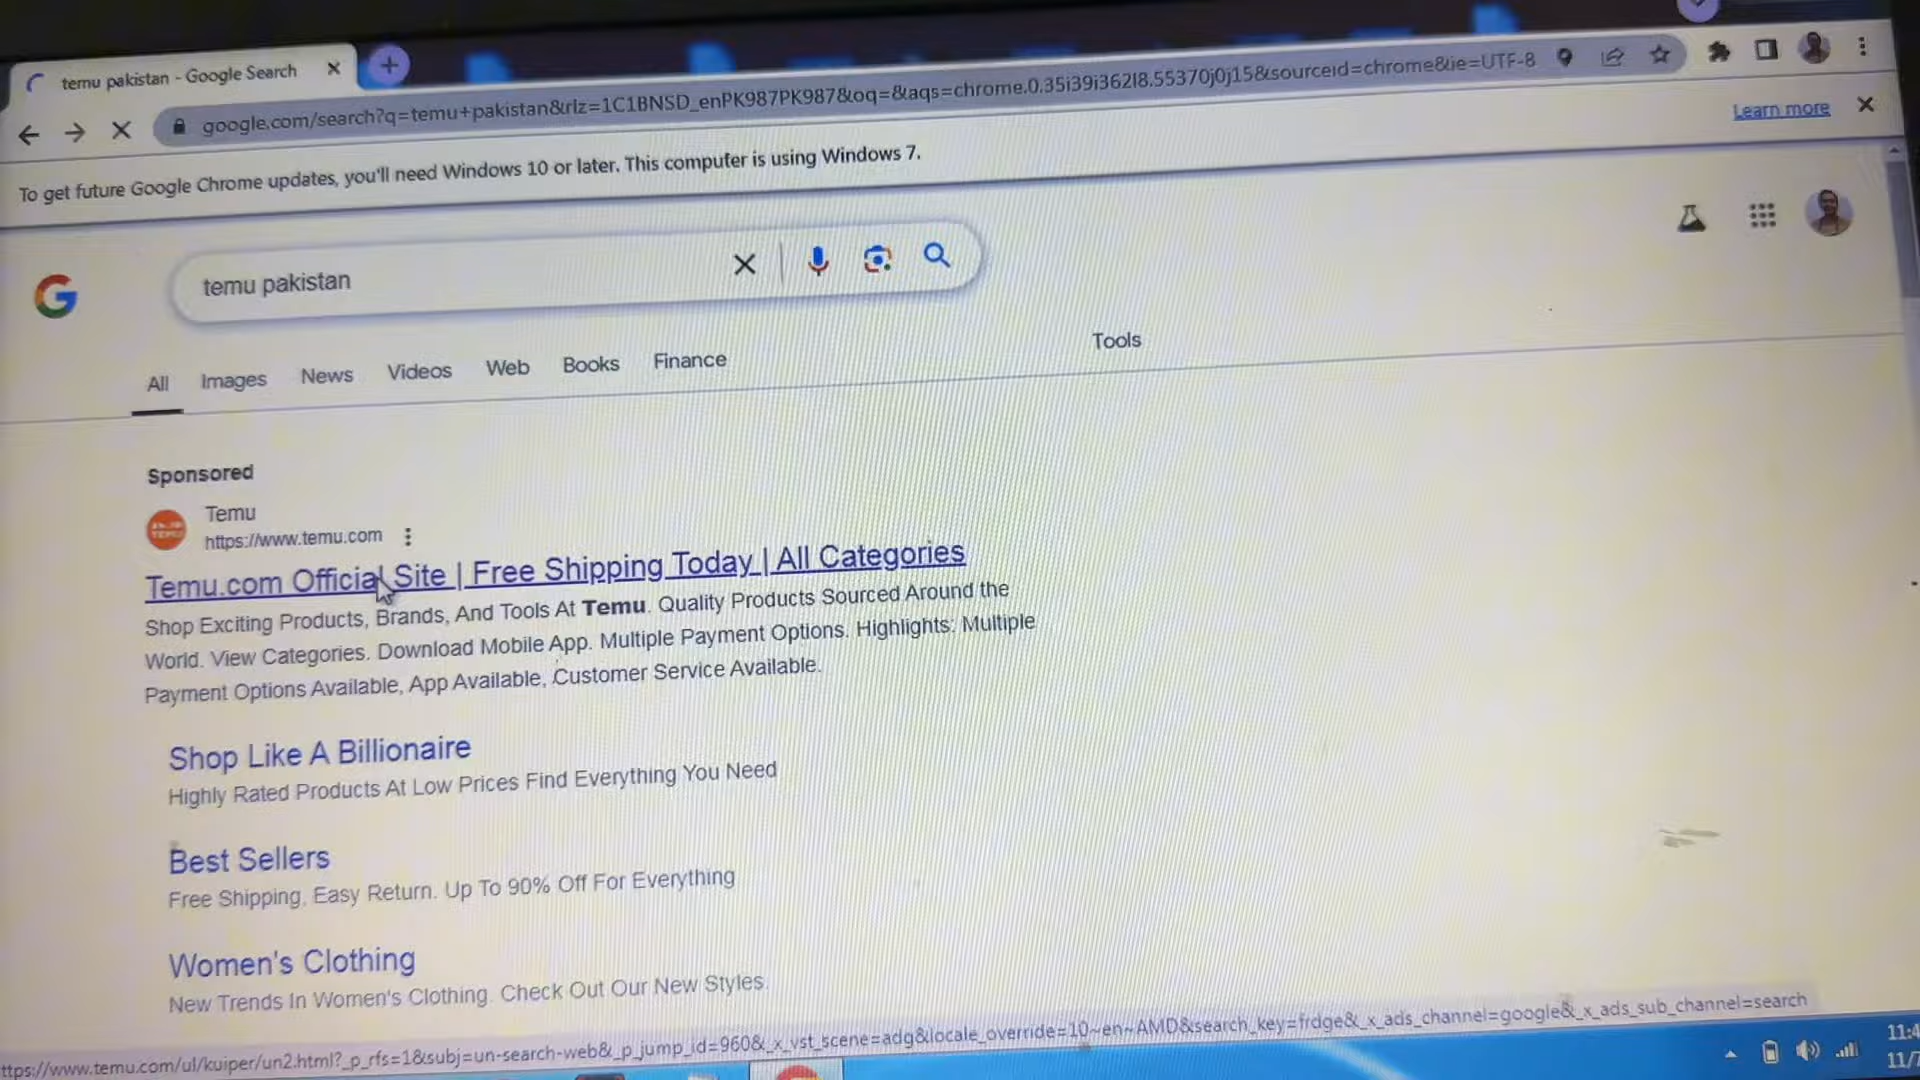 temu pakistan - Google Search
google.com/search?q=temu+pakistan&rlz=1C1BNSD_enPK987PK987&oq=&aqs=chrome.0.35i39i362l8.55370j0j15&sourceid=chrome&ie=UTF-8
To get future Google Chrome updates, you'll need Windows 10 or later. This computer is using Windows 7.
Learn more
temu pakistan
All Images News Videos Web Books Finance Tools
Sponsored
Temu
https://www.temu.com
Temu.com Official Site | Free Shipping Today | All Categories
Shop Exciting Products, Brands, And Tools At Temu. Quality Products Sourced Around the
World. View Categories. Download Mobile App. Multiple Payment Options. Highlights: Multiple
Payment Options Available, App Available, Customer Service Available.
Shop Like A Billionaire
Highly Rated Products At Low Prices Find Everything You Need
Best Sellers
Free Shipping, Easy Return. Up To 90% Off For Everything
Women's Clothing
New Trends In Women's Clothing. Check Out Our New Styles.
ttps://www.temu.com/ul/kuiper/un2.html?_p_rfs=1&subj=un-search-web&_p_jump_id=960&_x_vst_scene=adg&locale_override=10~en~AMD&search_key=frdge&_x_ads_channel=google&_x_ads_sub_channel=search
11:4
11/7